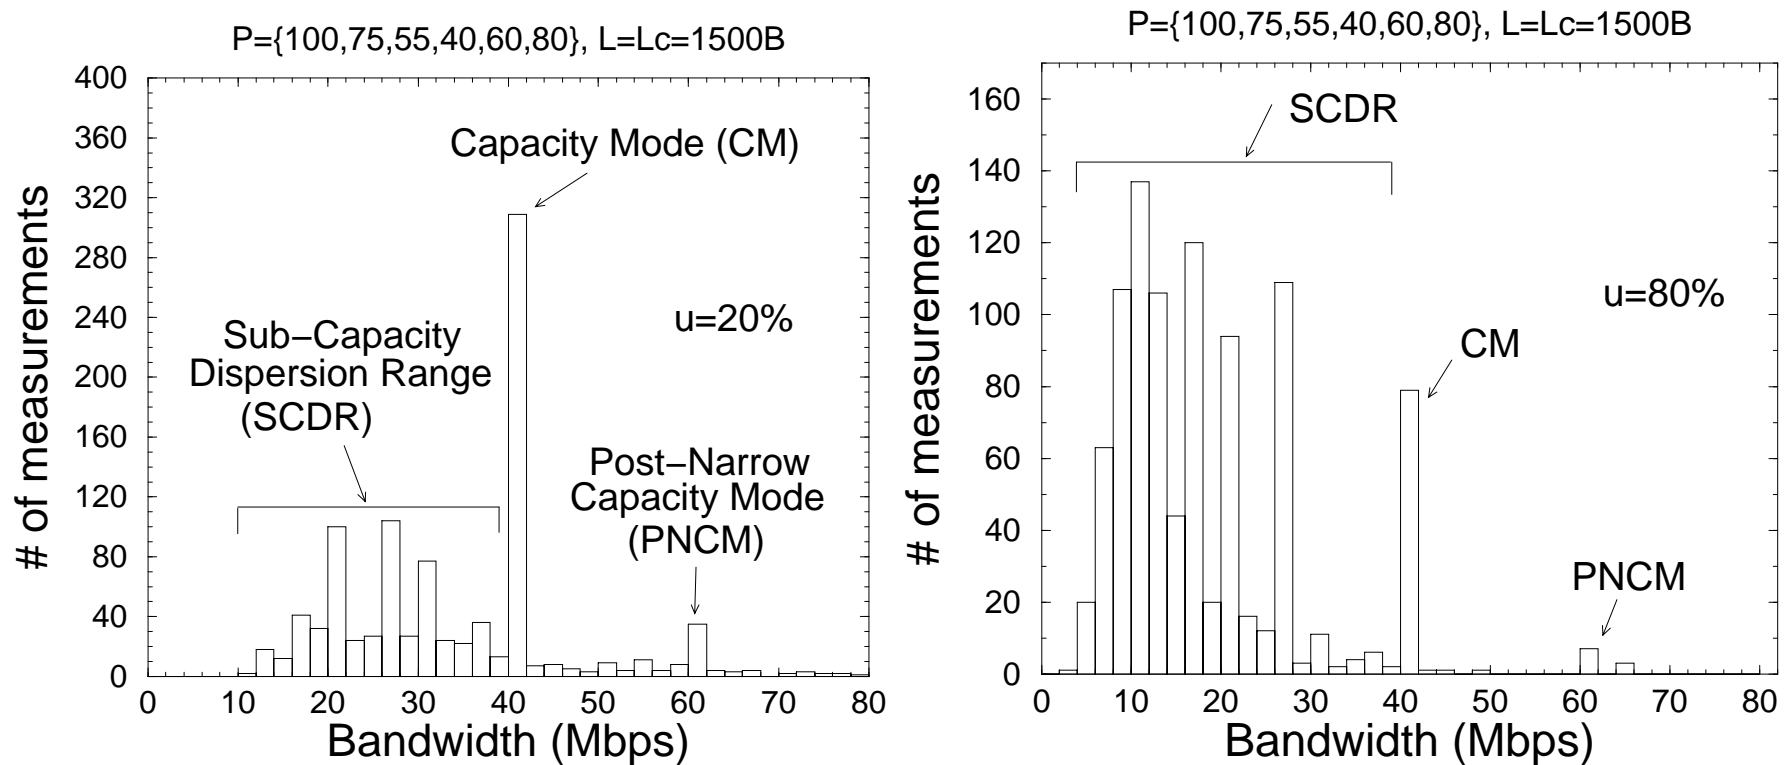 P={100,75,55,40,60,80}, L=Lc=1500B
400
360
320
280
240
200
160
120
80
40
0
# of measurements
Capacity Mode (CM)
u=20%
Sub−Capacity
Dispersion Range
(SCDR)
Post−Narrow
Capacity Mode
(PNCM)
0 10 20 30 40 50 60 70 80
Bandwidth (Mbps)
P={100,75,55,40,60,80}, L=Lc=1500B
160
140
120
100
80
60
40
20
0
# of measurements
SCDR
u=80%
CM
PNCM
0 10 20 30 40 50 60 70 80
Bandwidth (Mbps)